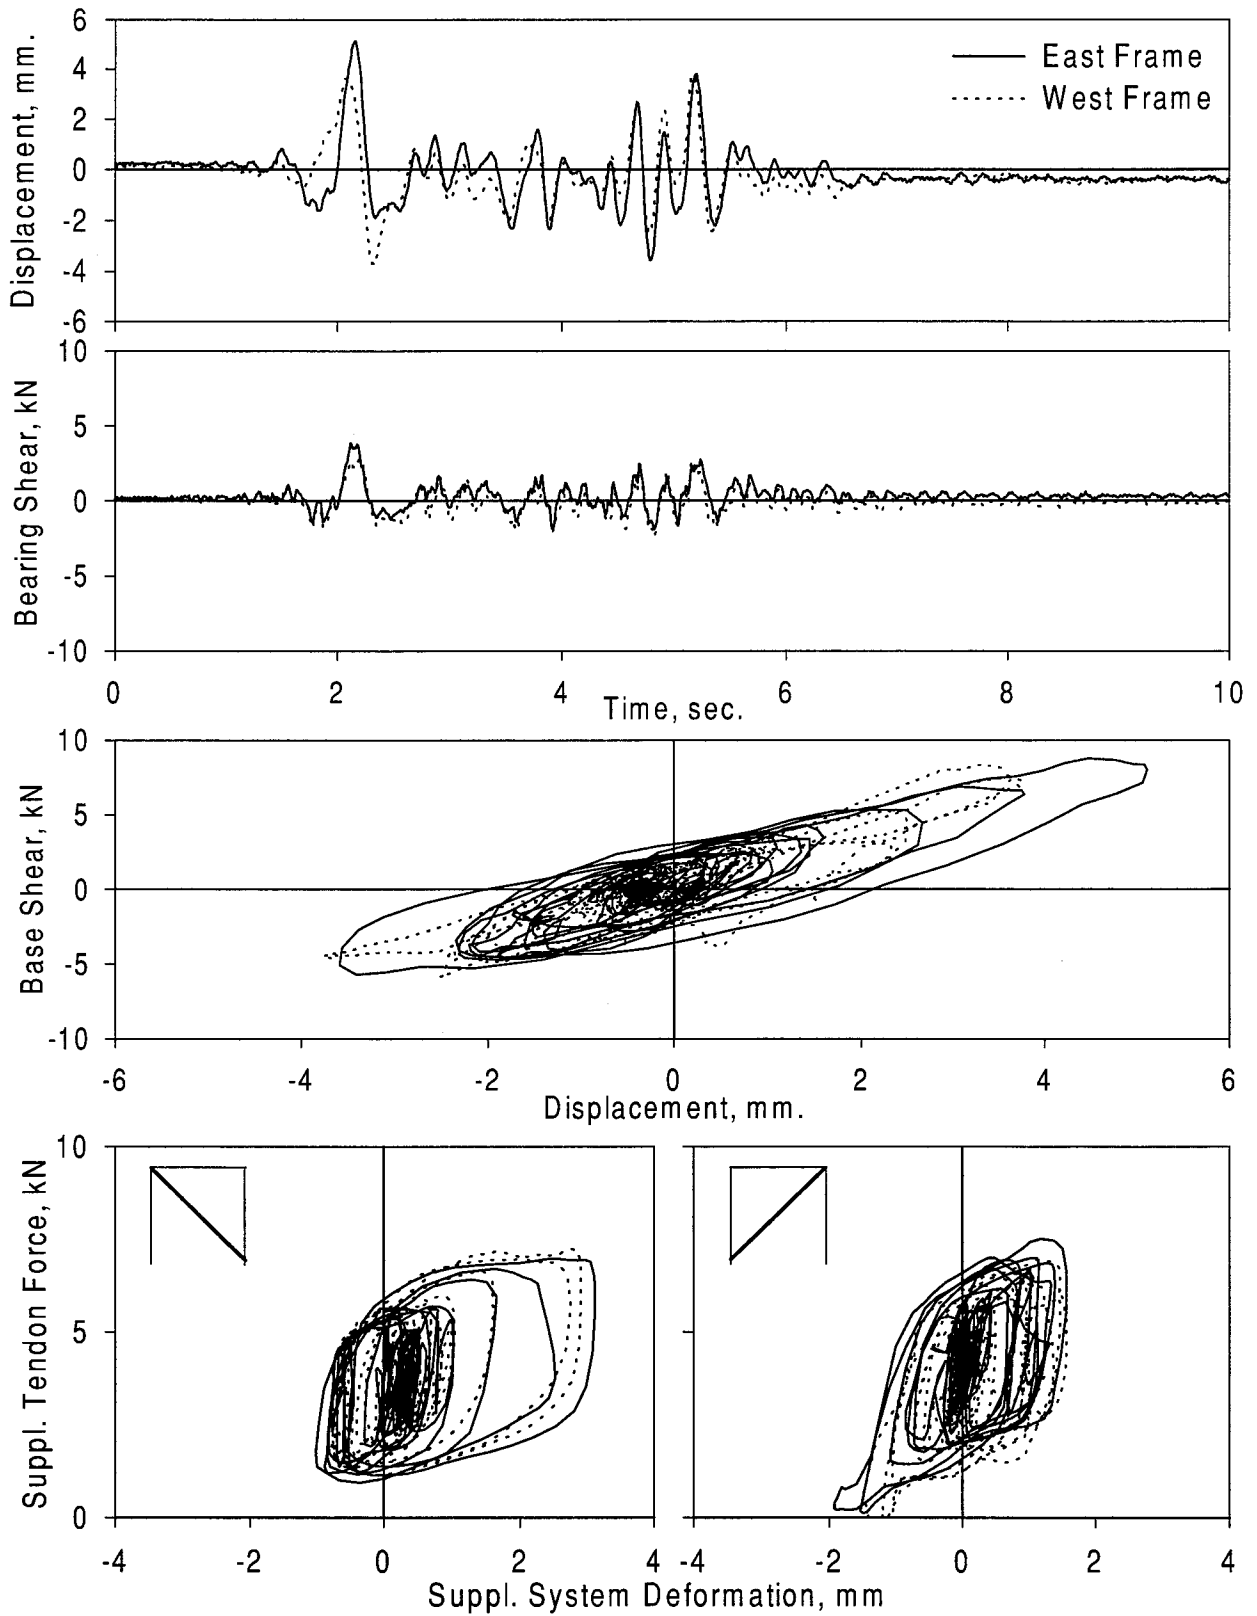 Displacement, mm.
6
4
2
0
-2
-4
-6
East Frame
West Frame
Bearing Shear, kN
10
5
0
-5
-10
0 2 4 6 8 10
Time, sec.
Base Shear, kN
10
5
0
-5
-10
-6 -4 -2 0 2 4 6
Displacement, mm.
Suppl. Tendon Force, kN
10
5
0
-4 -2 0 2 4 -4 -2 0 2 4
Suppl. System Deformation, mm